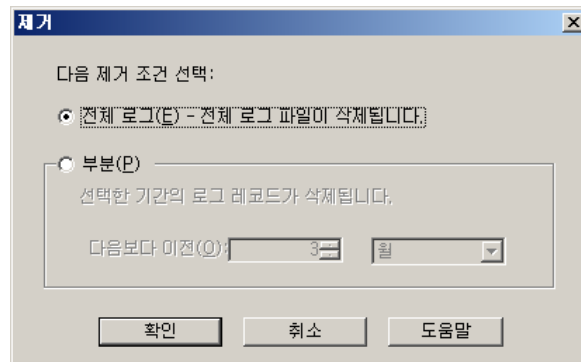 제거
다음 제거 조건 선택:
전체 로그(E) - 전체 로그 파일이 삭제됩니다.
부분(P)
선택한 기간의 로그 레코드가 삭제됩니다.
다음보다 이전(O): 3 월
확인 취소 도움말